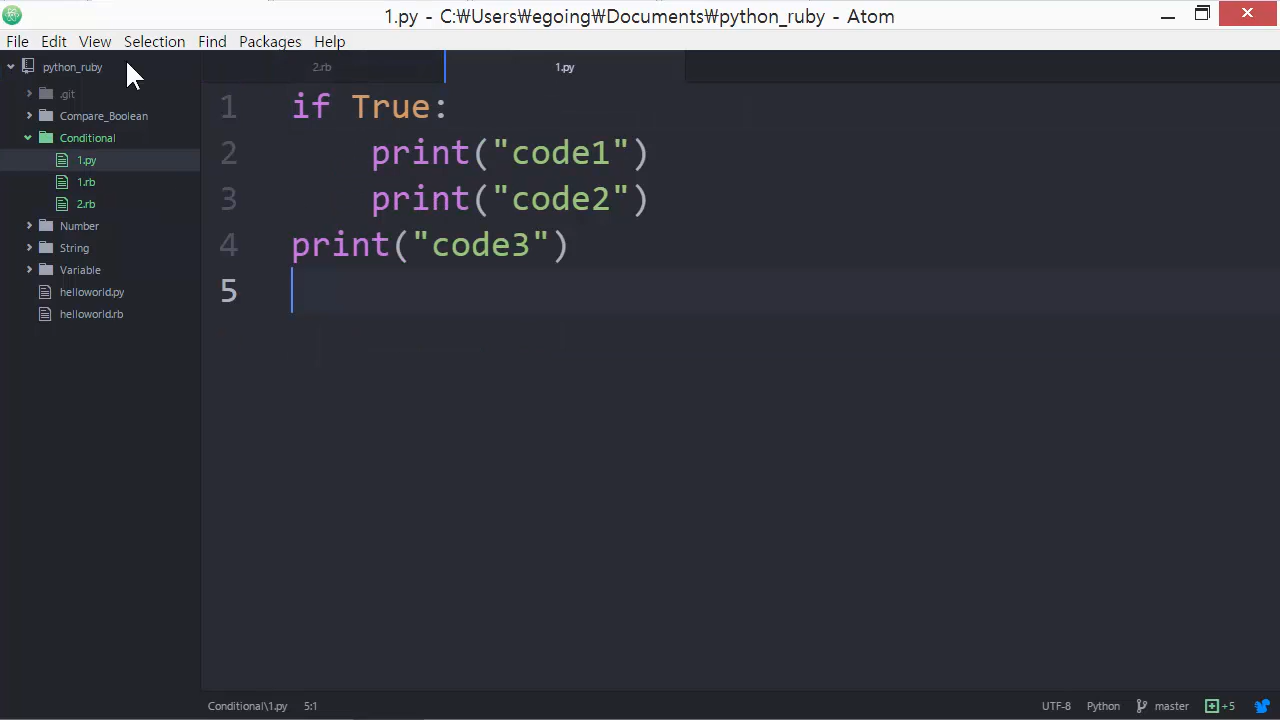 1.py - C:₩Users₩egoing₩Documents₩python_ruby - Atom
File Edit View Selection Find Packages Help
python_ruby
2.rb
1.py
.git
Compare_Boolean
Conditional
1.py
1.rb
2.rb
Number
String
Variable
helloworld.py
helloworld.rb
1 if True:
2     print("code1")
3     print("code2")
4 print("code3")
5
Conditional\1.py 5:1 UTF-8 Python master +5